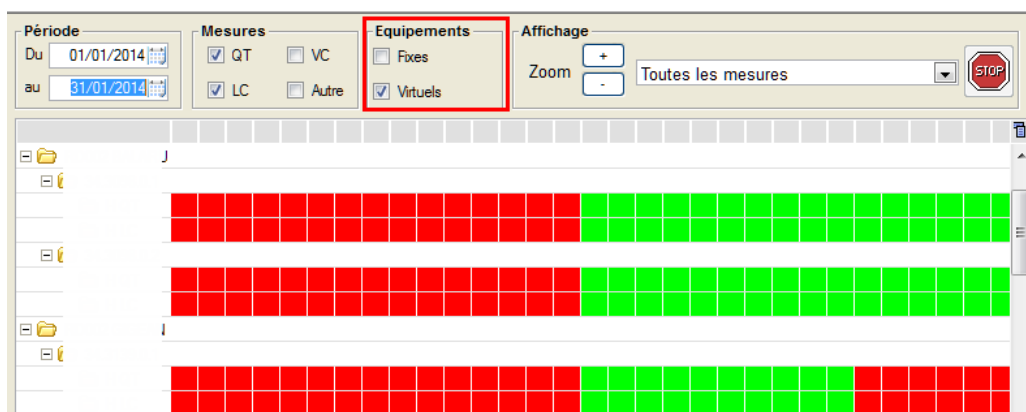 Période
Du 01/01/2014
au 31/01/2014
Mesures
QT VC
LC Autre
Equipements
Fixes
Virtuels
Affichage
Zoom + -
Toutes les mesures
STOP